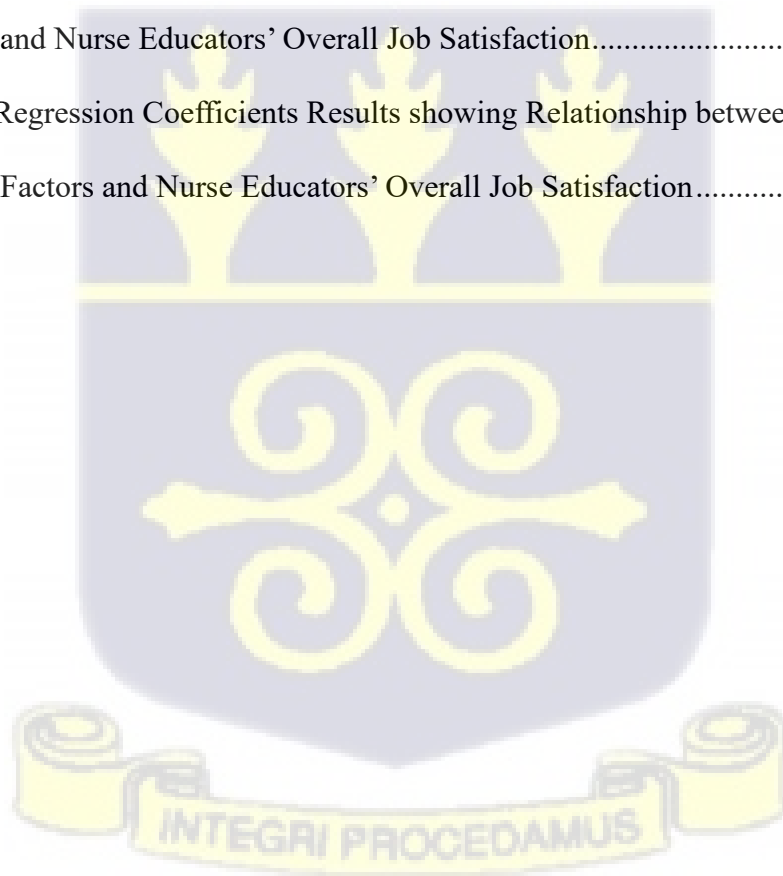 and Nurse Educators’ Overall Job Satisfaction.......................
Regression Coefficients Results showing Relationship
Factors and Nurse Educators’ Overall Job Satisfaction...........
INTEGRI PROCEDAMUS